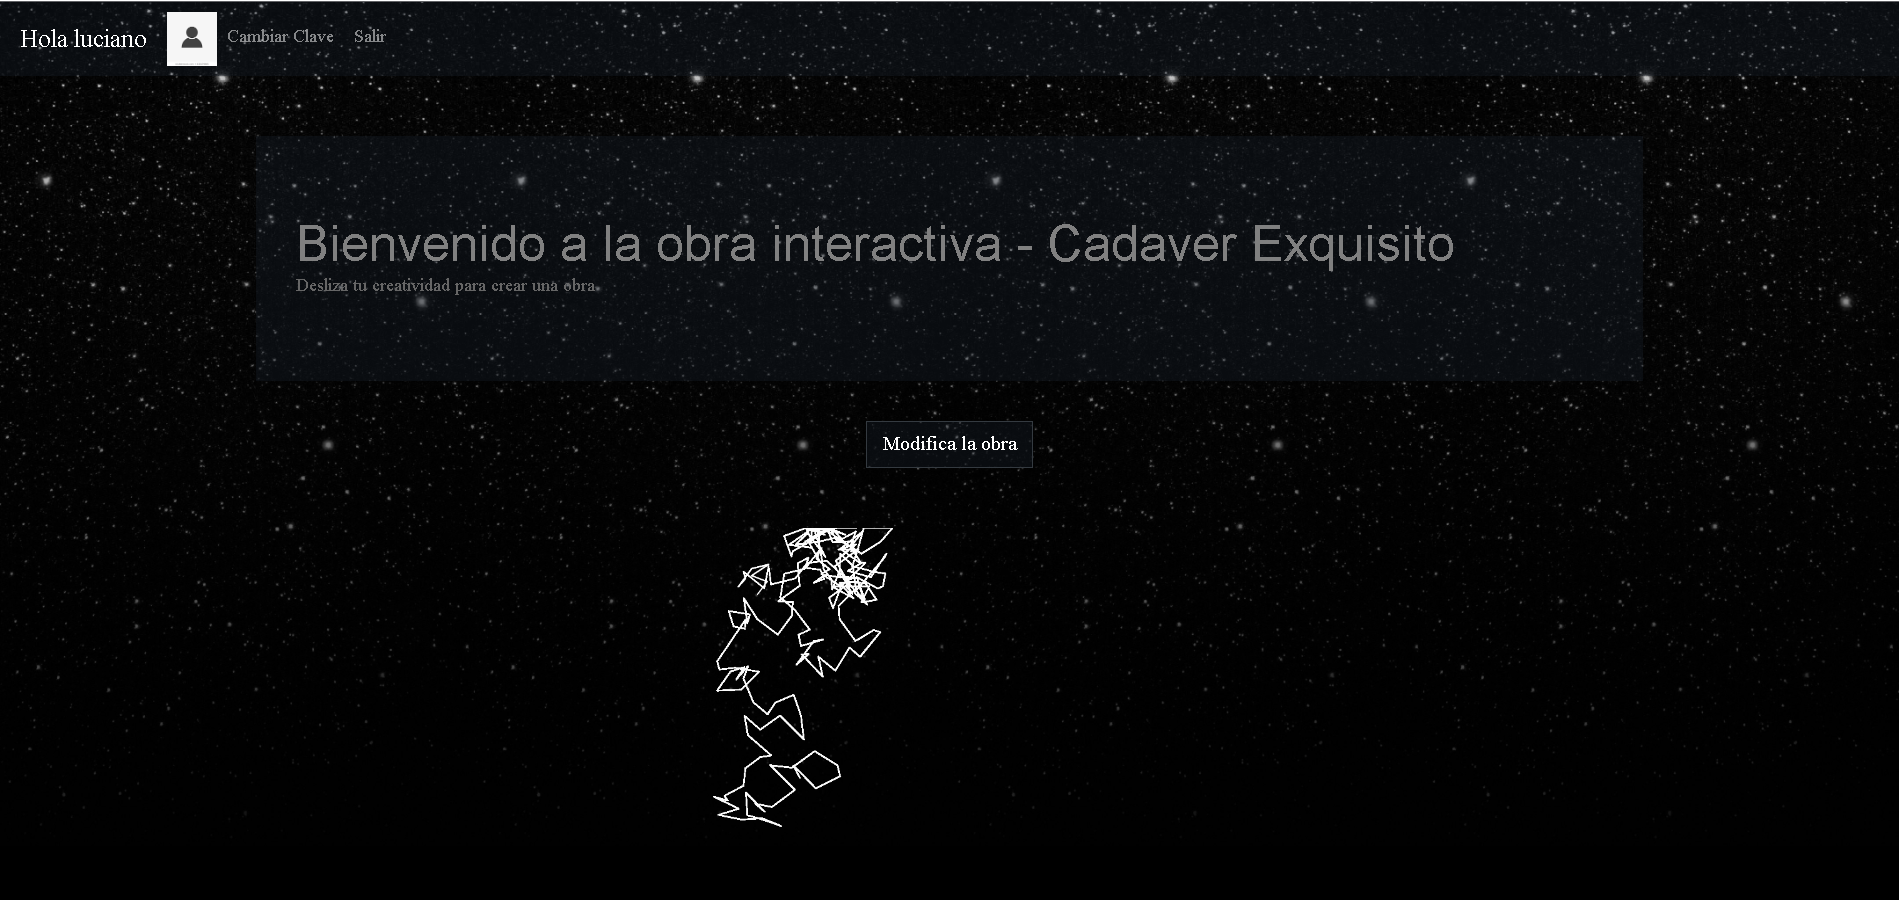 Hola luciano
Cambiar Clave
Salir
Bienvenido a la obra interactiva - Cadaver Exquisito
Desliza tu creatividad para crear una obra.
Modifica la obra